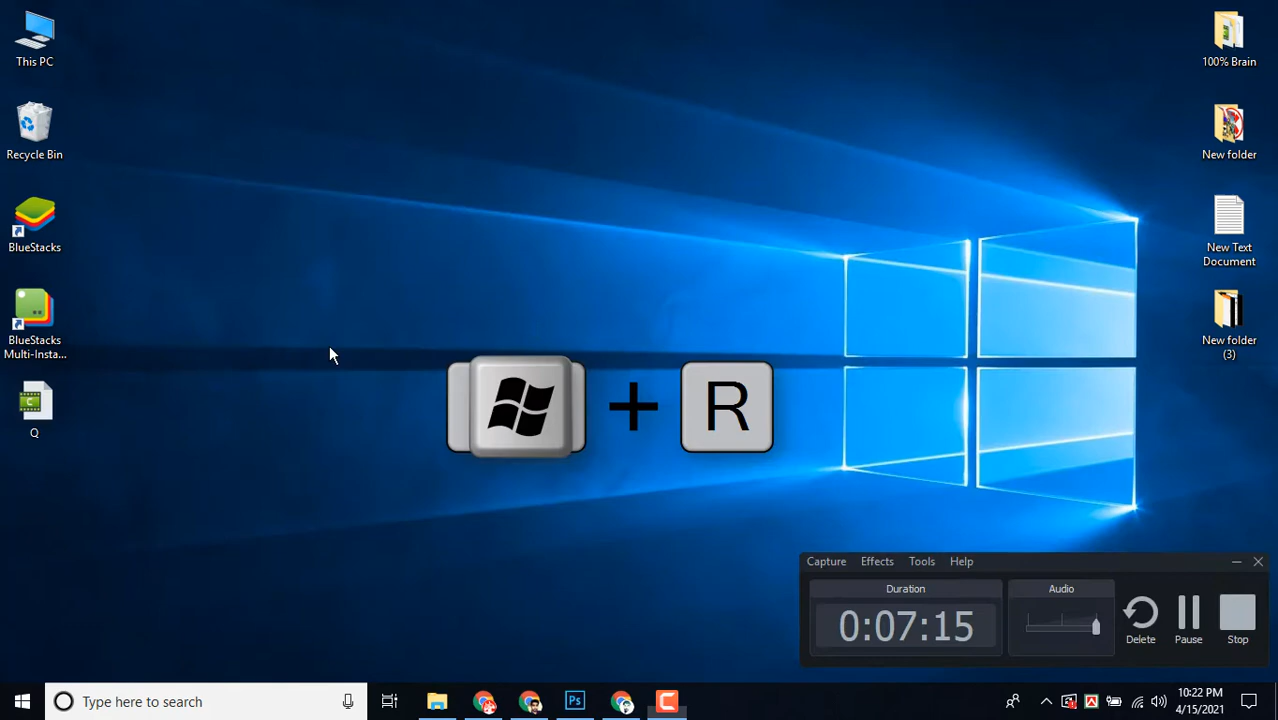 This PC
Recycle Bin
BlueStacks
BlueStacks
Multi-Insta...
C
Q
100% Brain
New folder
New Text
Document
New folder
(3)
+ R
Capture Effects Tools Help
Duration
Audio
0:07:15
Delete
Pause
Stop
Type here to search
Ps
C
A
10:22 PM
4/15/2021